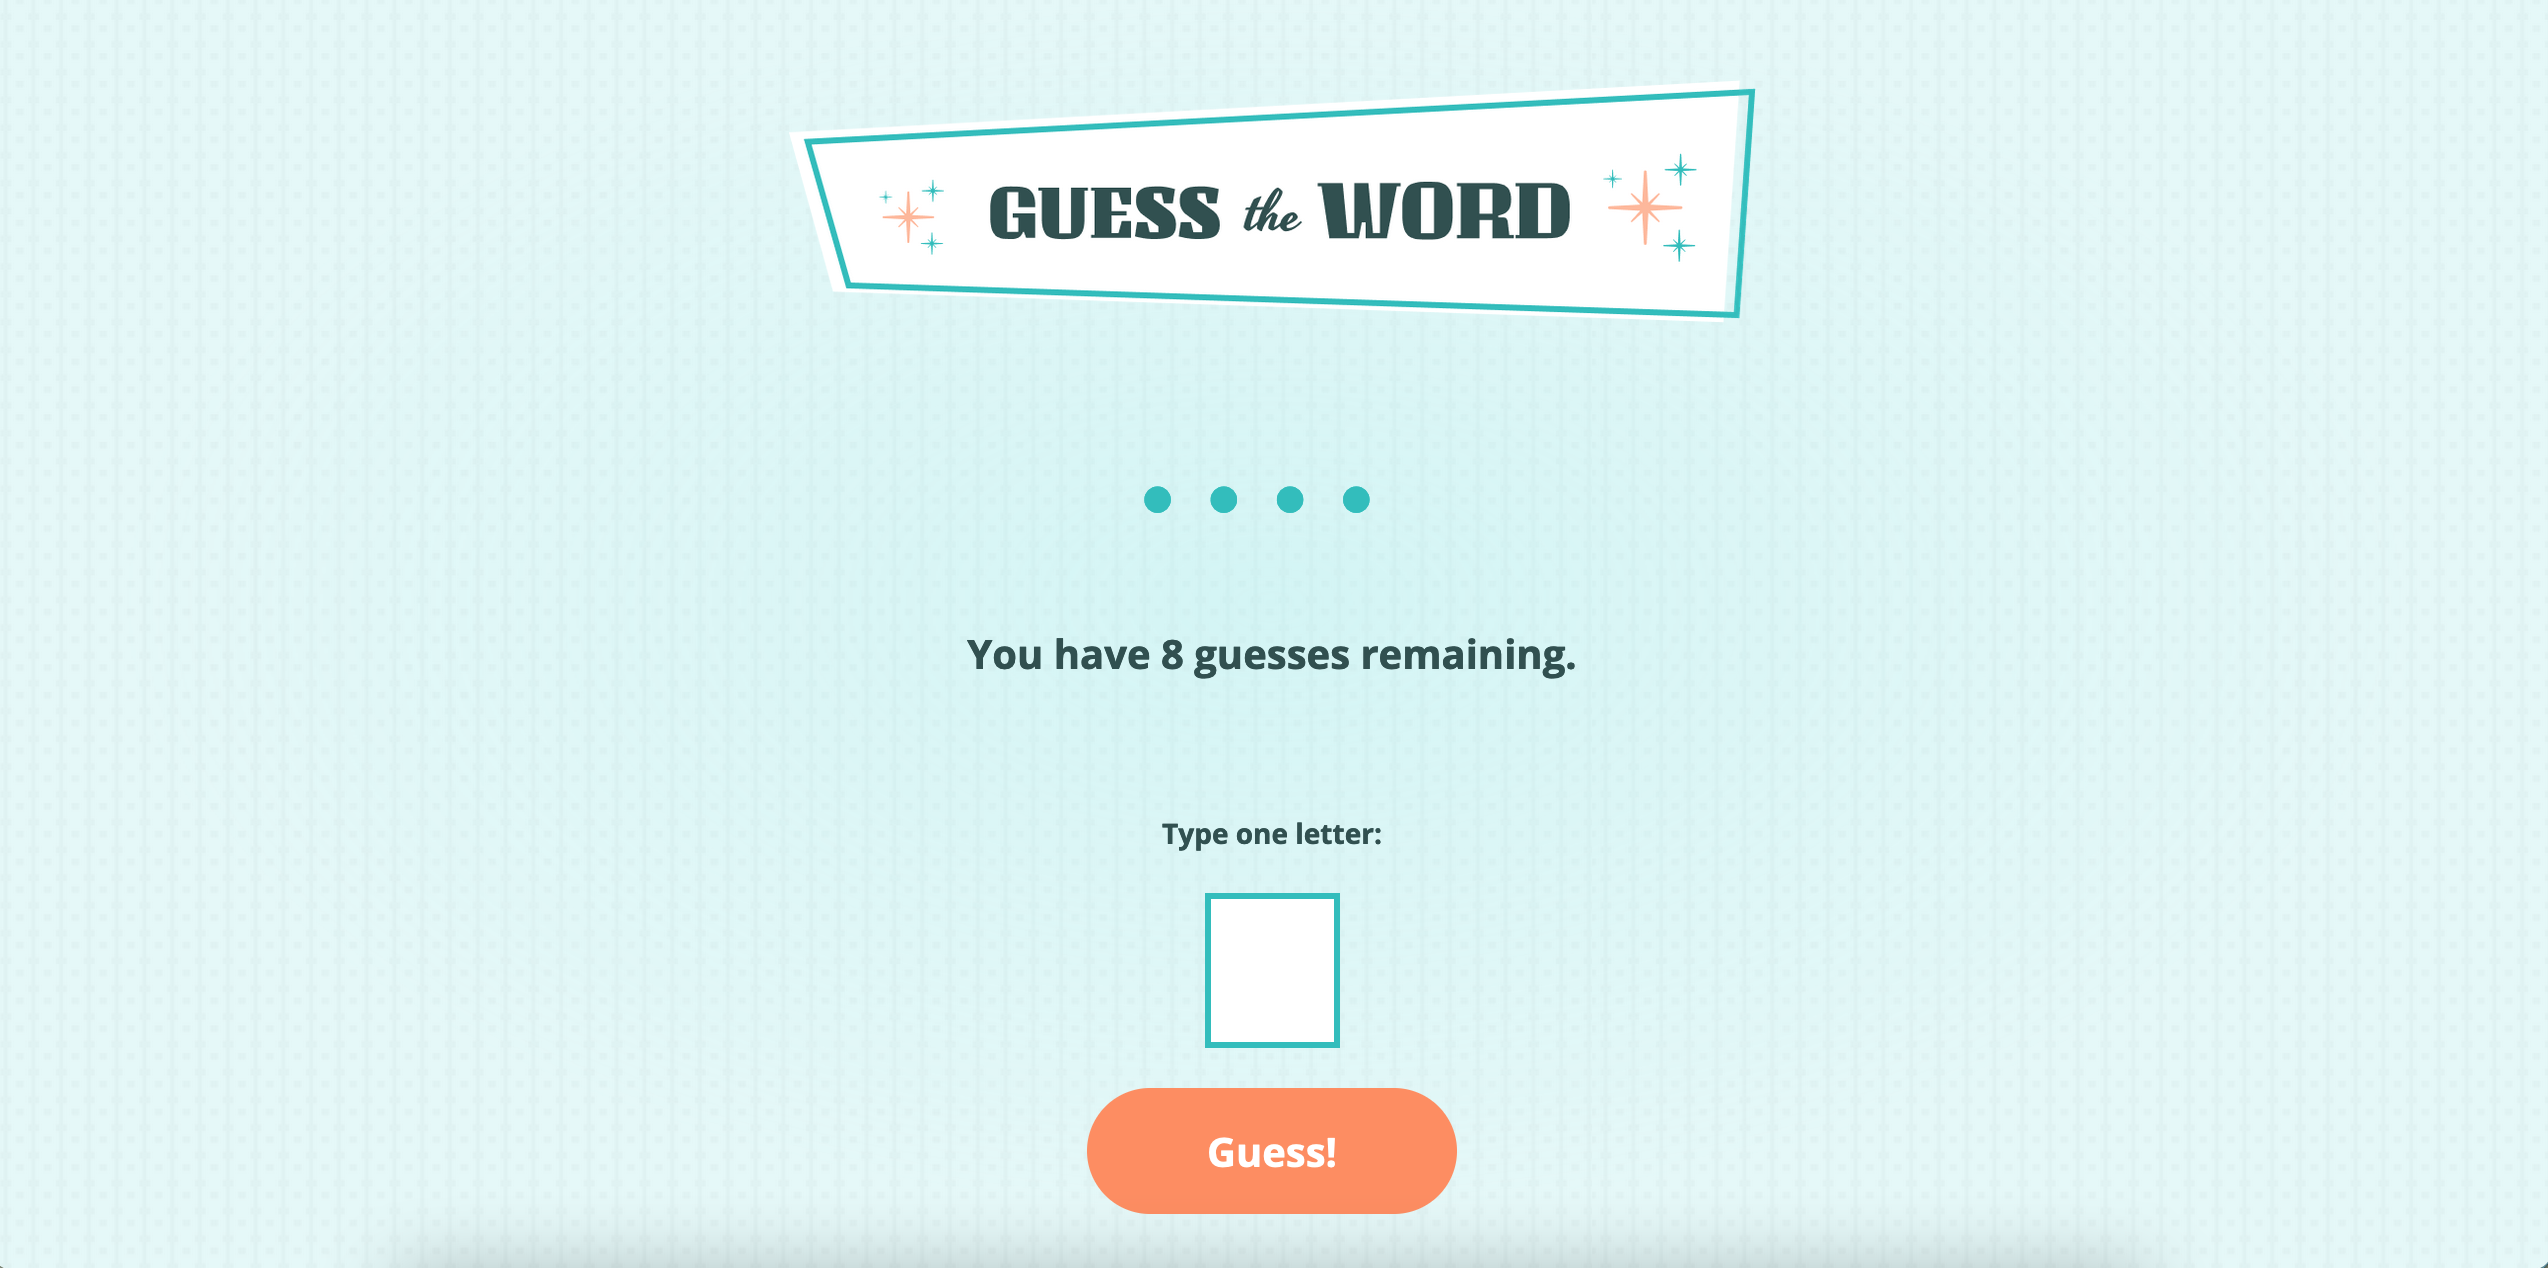 GUESS the WORD
● ● ● ●
You have 8 guesses remaining.
Type one letter:
Guess!